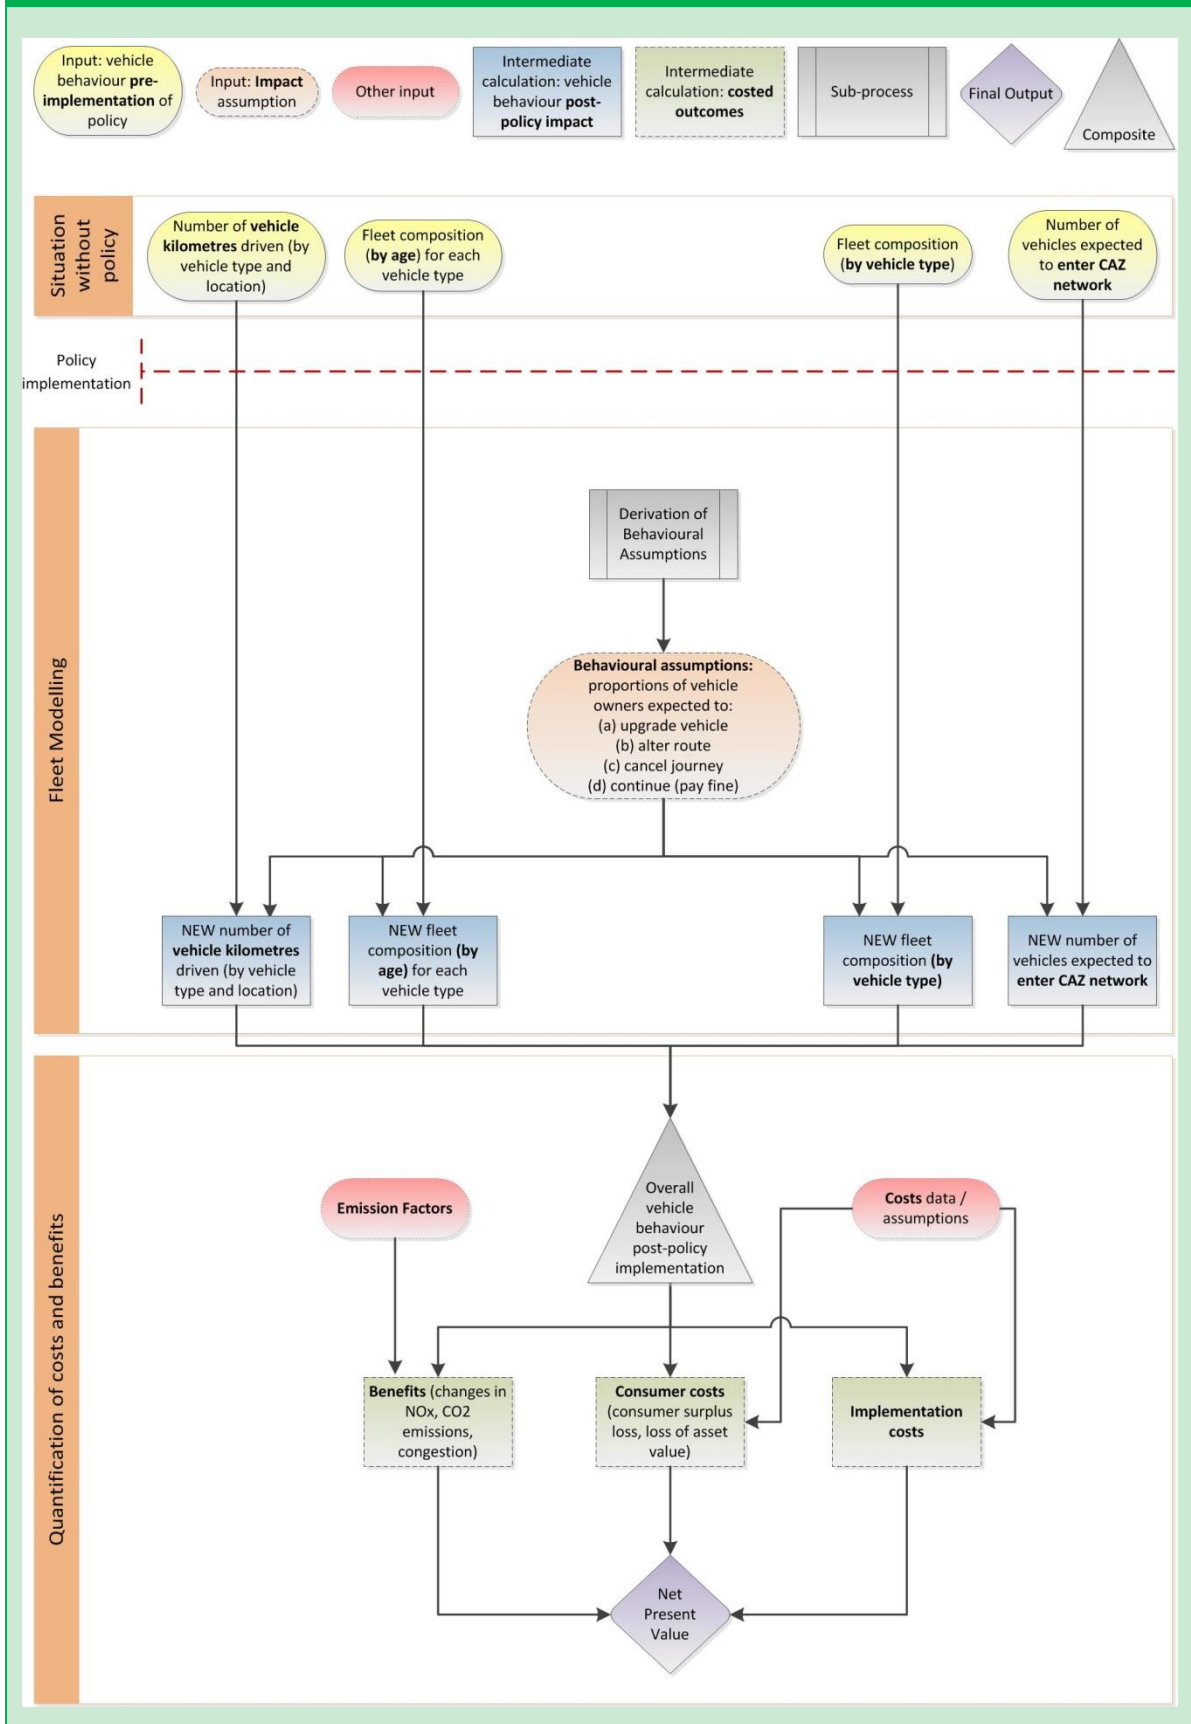 Input: vehicle
behaviour pre-
implementation of
policy
Input: Impact
assumption
Other input
Intermediate
calculation: vehicle
behaviour post-
policy impact
Intermediate
calculation: costed
outcomes
Sub-process
Final Output
Composite
Situation
without
policy
Number of vehicle
kilometres driven (by
vehicle type and
location)
Fleet composition
(by age) for each
vehicle type
Fleet composition
(by vehicle type)
Number of
vehicles expected
to enter CAZ
network
Policy
implementation
Fleet Modelling
Derivation of
Behavioural
Assumptions
Behavioural assumptions:
proportions of vehicle
owners expected to:
(a) upgrade vehicle
(b) alter route
(c) cancel journey
(d) continue (pay fine)
NEW number of
vehicle kilometres
driven (by vehicle
type and location)
NEW fleet
composition (by
age) for each
vehicle type
NEW fleet
composition (by
vehicle type)
NEW number of
vehicles expected to
enter CAZ network
Quantification of costs and benefits
Emission Factors
Overall
vehicle
behaviour
post-policy
implementation
Costs data /
assumptions
Benefits (changes in
NOx, CO2
emissions,
congestion)
Consumer costs
(consumer surplus
loss, loss of asset
value)
Implementation
costs
Net
Present
Value